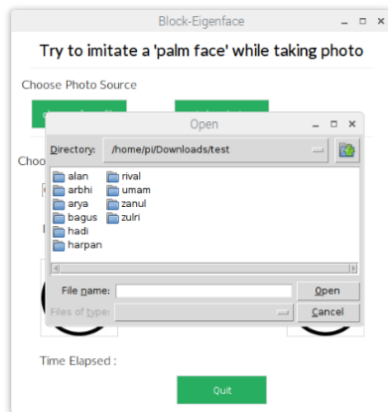 Block-Eigenface
Try to imitate a 'palm face' while taking photo
Choose Photo Source
Open
Directory: /home/pi/Downloads/test
Choo
alan rival
arbhi umam
arya zanul
bagus zulri
hadi
harpan
File name: Open
Files of type: Cancel
Time Elapsed :
Quit